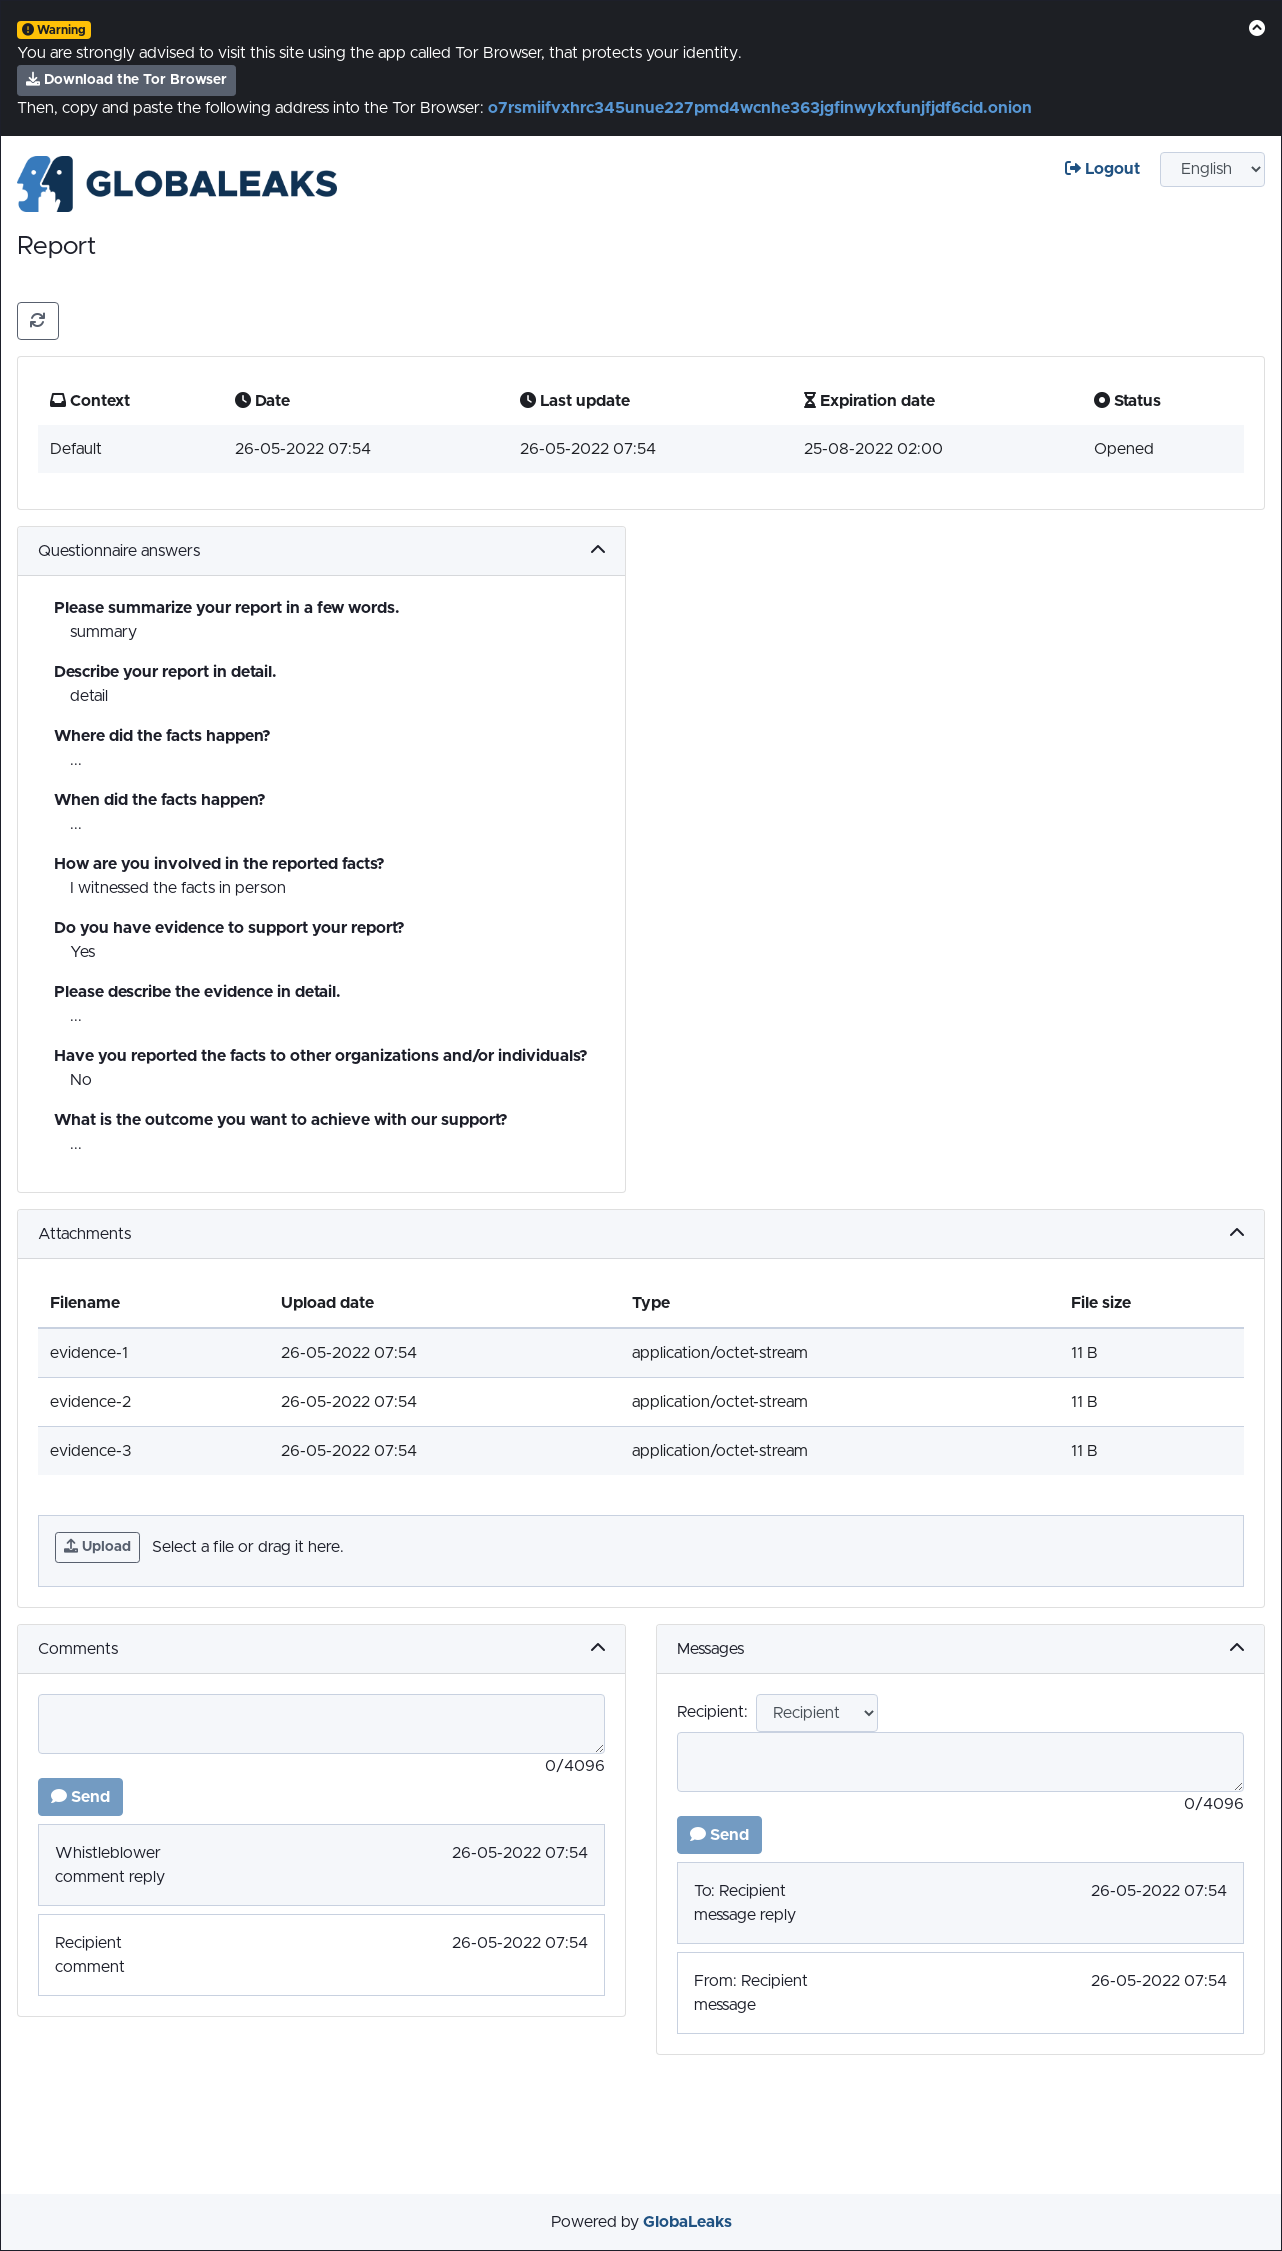 Warning
You are strongly advised to visit this site using the app called Tor Browser, that protects your identity.
Download the Tor Browser
Then, copy and paste the following address into the Tor Browser: o7rsmiifvxhrc345unue227pmd4wcnhe363jgfinwykxfunjfjdf6cid.onion
GLOBALEAKS
Logout English
Report
Context Date Last update Expiration date Status
Default 26-05-2022 07:54 26-05-2022 07:54 25-08-2022 02:00 Opened
Questionnaire answers
Please summarize your report in a few words.
summary
Describe your report in detail.
detail
Where did the facts happen?
...
When did the facts happen?
...
How are you involved in the reported facts?
I witnessed the facts in person
Do you have evidence to support your report?
Yes
Please describe the evidence in detail.
...
Have you reported the facts to other organizations and/or individuals?
No
What is the outcome you want to achieve with our support?
...
Attachments
Filename Upload date Type File size
evidence-1 26-05-2022 07:54 application/octet-stream 11 B
evidence-2 26-05-2022 07:54 application/octet-stream 11 B
evidence-3 26-05-2022 07:54 application/octet-stream 11 B
Upload Select a file or drag it here.
Comments
0/4096
Send
Whistleblower 26-05-2022 07:54
comment reply
Recipient 26-05-2022 07:54
comment
Messages
Recipient: Recipient
0/4096
Send
To: Recipient 26-05-2022 07:54
message reply
From: Recipient 26-05-2022 07:54
message
Powered by GlobaLeaks